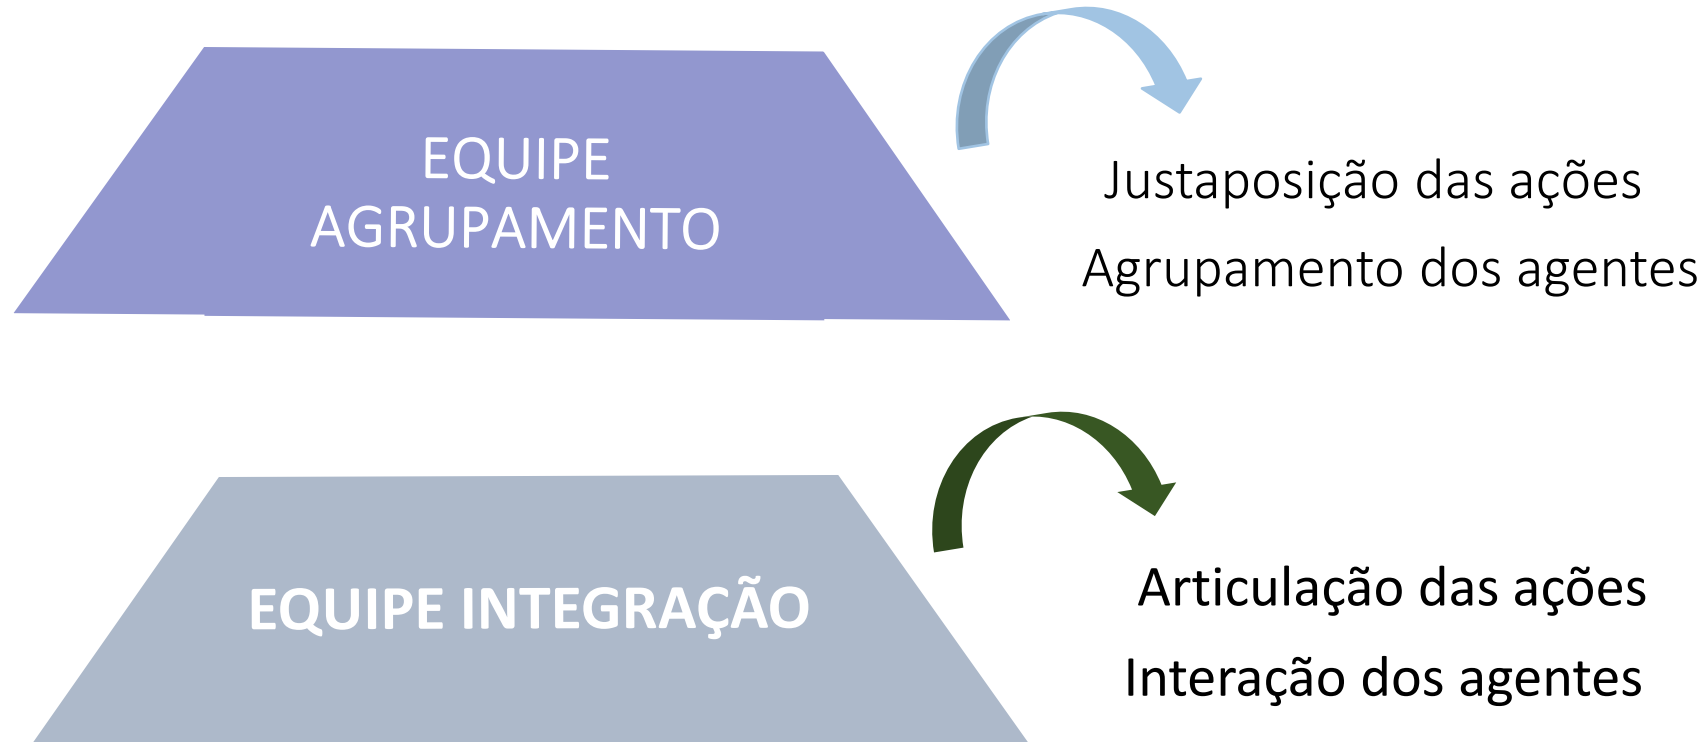 EQUIPE
AGRUPAMENTO
Justaposição das ações
Agrupamento dos agentes
EQUIPE INTEGRAÇÃO
Articulação das ações
Interação dos agentes